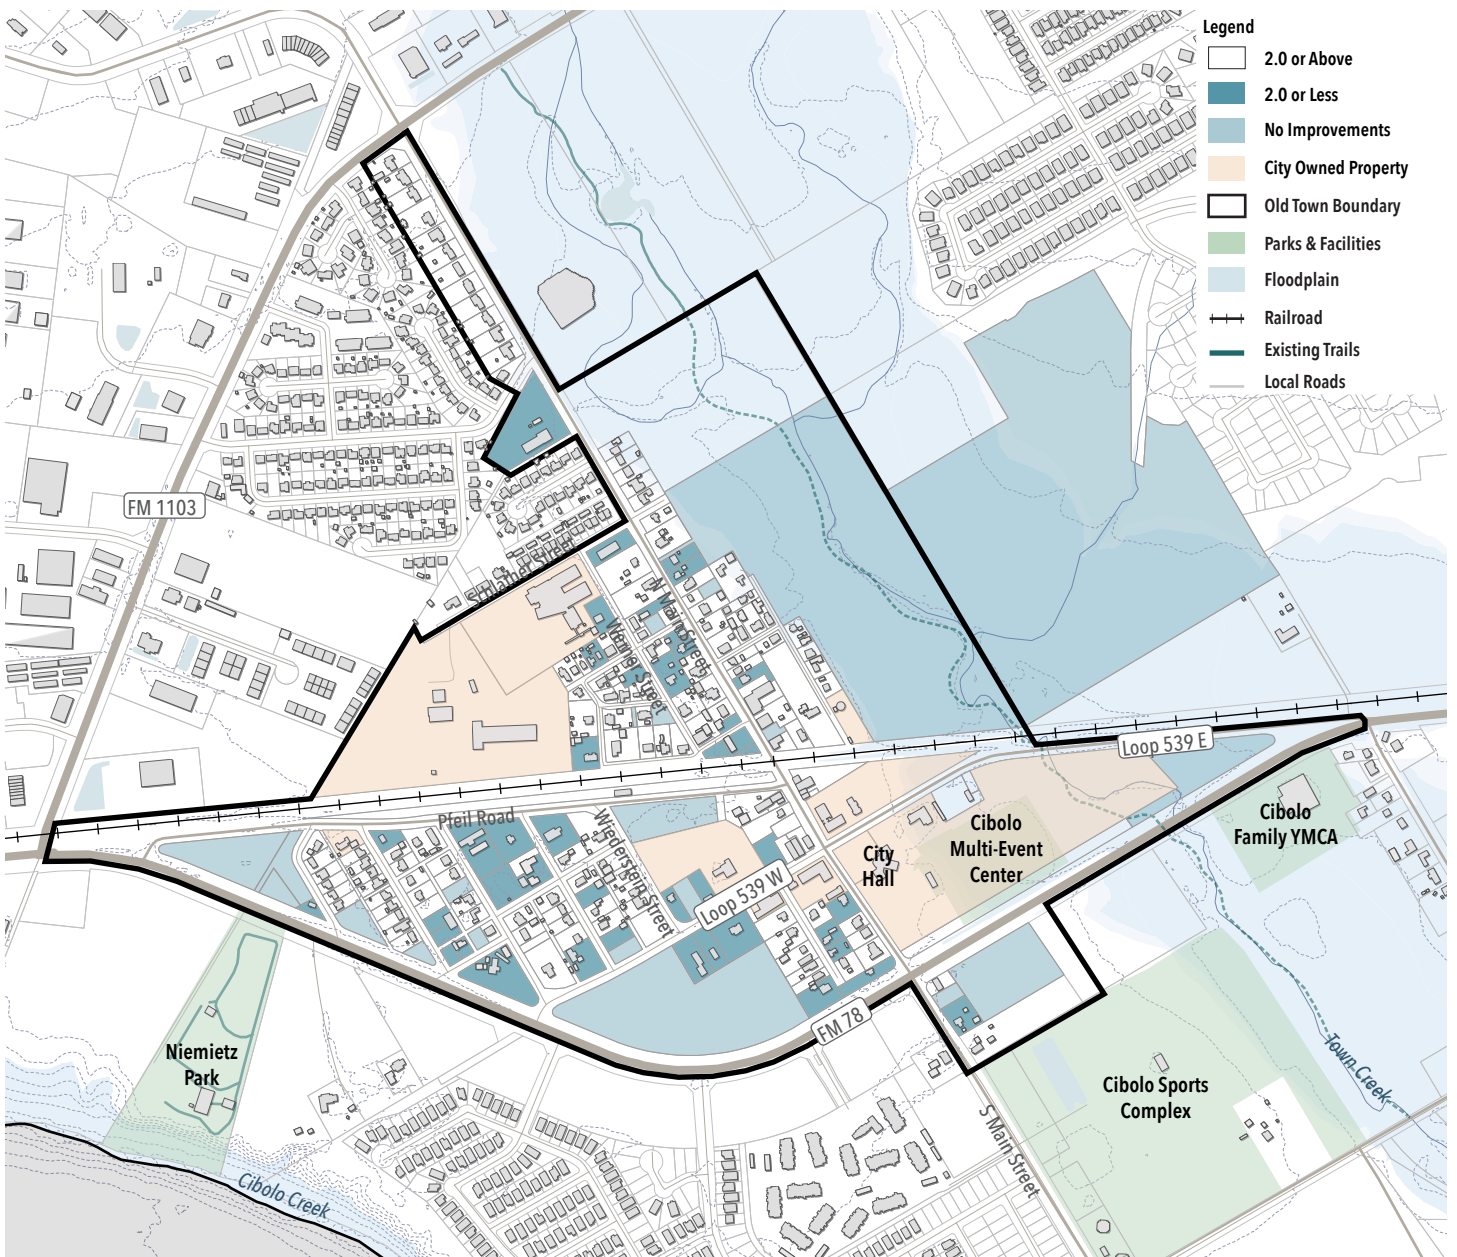 Legend
2.0 or Above
2.0 or Less
No Improvements
City Owned Property
Old Town Boundary
Parks & Facilities
Floodplain
Railroad
Existing Trails
Local Roads
FM 1103
Schlather Street
N Main Street
Werner Street
Loop 539 E
Pfeil Road
Wiederstein Street
Cibolo
Multi-Event
Center
Cibolo
Family YMCA
City
Hall
Loop 539 W
FM 78
Niemietz
Park
Town Creek
Cibolo Sports
Complex
S Main Street
Cibolo Creek